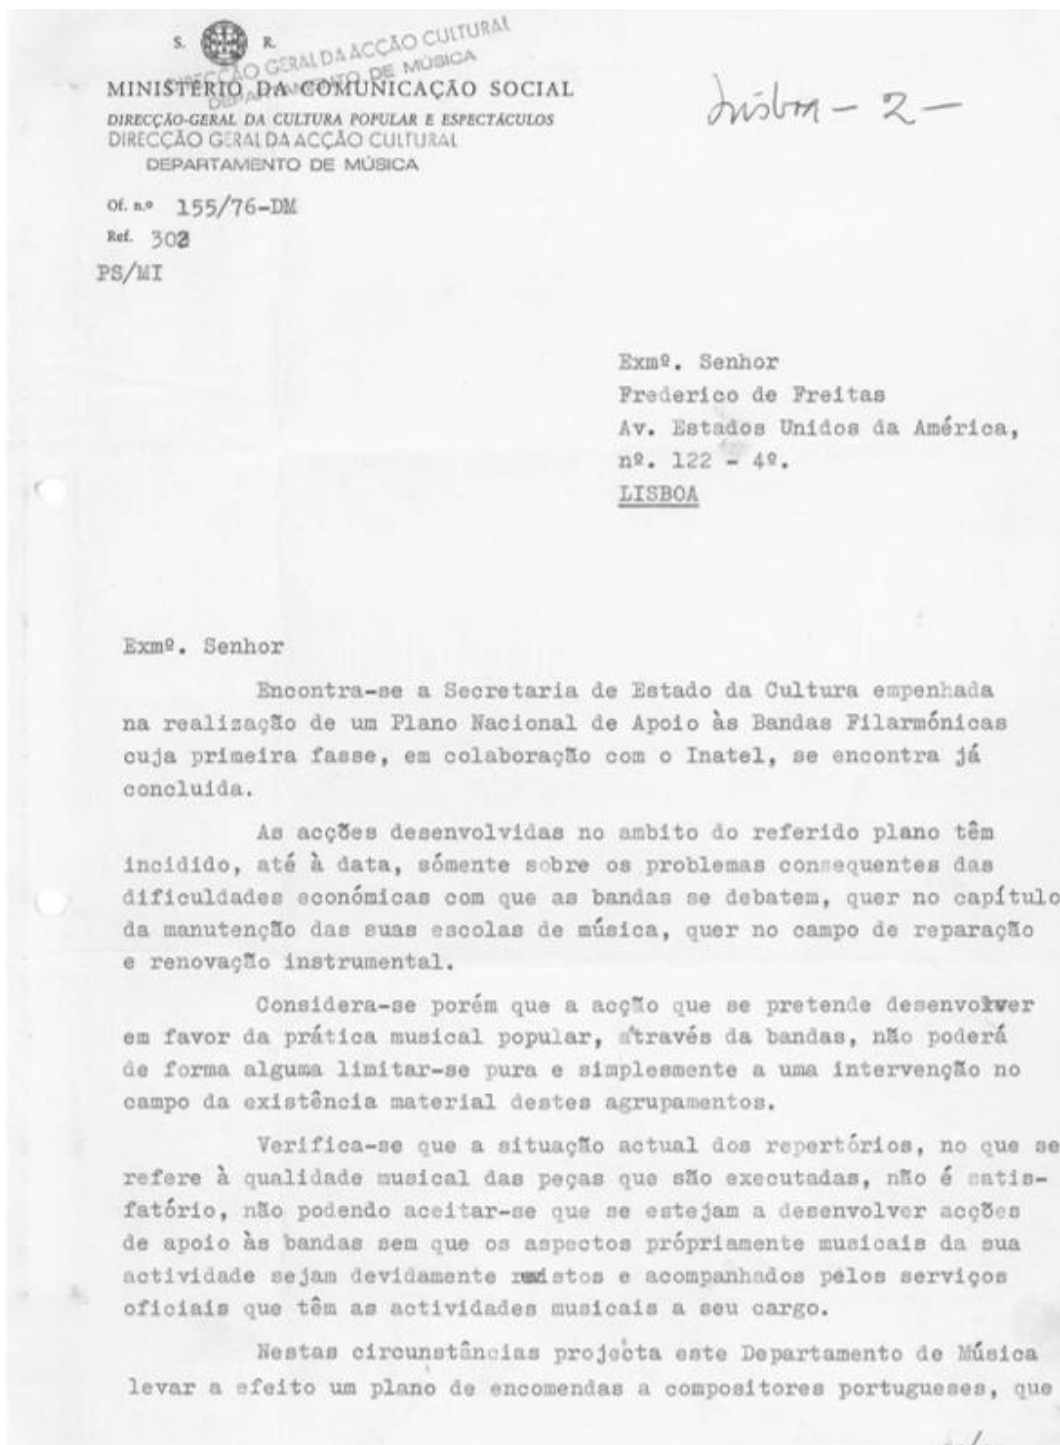 S. R.
DIRECÇÃO GERAL DA ACÇÃO CULTURAL
DEPARTAMENTO DE MÚSICA
MINISTÉRIO DA COMUNICAÇÃO SOCIAL
Lisboa - 2 -
DIRECÇÃO-GERAL DA CULTURA POPULAR E ESPECTÁCULOS
DIRECÇÃO GERAL DA ACÇÃO CULTURAL
DEPARTAMENTO DE MÚSICA
Of. n.º 155/76-DM
Ref. 302
PS/MI
Exmº. Senhor
Frederico de Freitas
Av. Estados Unidos da América,
nº. 122 - 4º.
LISBOA
Exmº. Senhor
Encontra-se a Secretaria de Estado da Cultura empenhada
na realização de um Plano Nacional de Apoio às Bandas Filarmónicas
cuja primeira fasse, em colaboração com o Inatel, se encontra já
concluida.
As acções desenvolvidas no ambito do referido plano têm
incidido, até à data, sómente sobre os problemas consequentes das
dificuldades económicas com que as bandas se debatem, quer no capítulo
da manutenção das suas escolas de música, quer no campo de reparação
e renovação instrumental.
Considera-se porém que a acção que se pretende desenvolver
em favor da prática musical popular, através da bandas, não poderá
de forma alguma limitar-se pura e simplesmente a uma intervenção no
campo da existência material destes agrupamentos.
Verifica-se que a situação actual dos repertórios, no que se
refere à qualidade musical das peças que são executadas, não é satis-
fatório, não podendo aceitar-se que se estejam a desenvolver acções
de apoio às bandas sem que os aspectos própriamente musicais da sua
actividade sejam devidamente revistos e acompanhados pelos serviços
oficiais que têm as actividades musicais a seu cargo.
Nestas circunstâncias projecta este Departamento de Música
levar a efeito um plano de encomendas a compositores portugueses, que